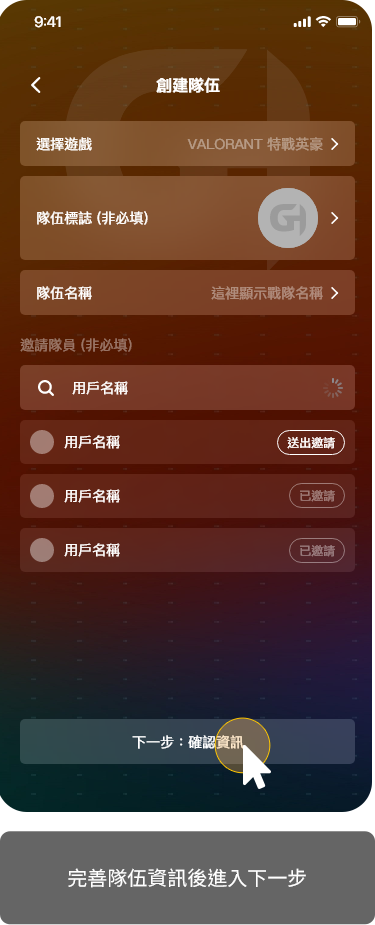 9:41
創建隊伍
選擇遊戲 VALORANT 特戰英豪
隊伍標誌 (非必填)
隊伍名稱 這裡顯示戰隊名稱
邀請隊員 (非必填)
用戶名稱
用戶名稱 送出邀請
用戶名稱 已邀請
用戶名稱 已邀請
下一步：確認資訊
完善隊伍資訊後進入下一步